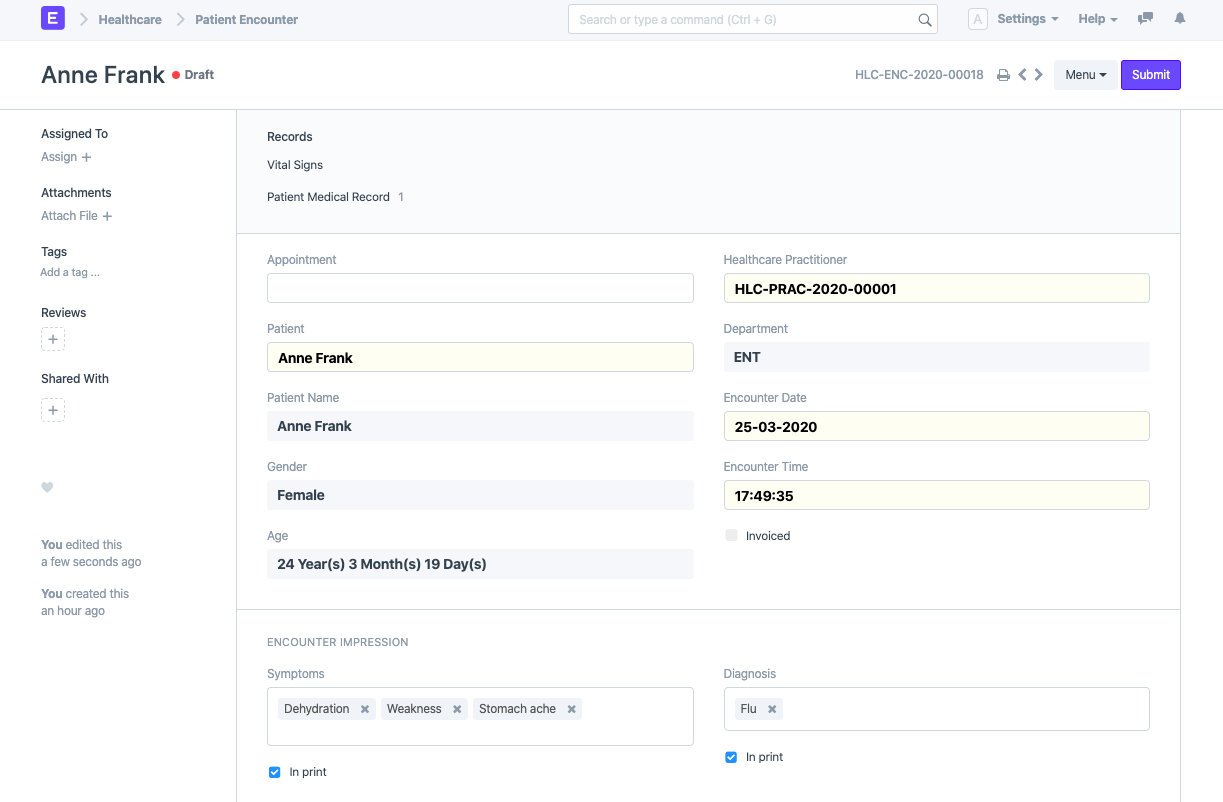 E Healthcare Patient Encounter Search or type a command (Ctrl + G) A Settings Help
Anne Frank Draft HLC-ENC-2020-00018 Menu Submit
Assigned To
Assign +
Attachments
Attach File +
Tags
Add a tag ...
Reviews
+
Shared With
+
You edited this
a few seconds ago
You created this
an hour ago
Records
Vital Signs
Patient Medical Record 1
Appointment
Patient
Anne Frank
Patient Name
Anne Frank
Gender
Female
Age
24 Year(s) 3 Month(s) 19 Day(s)
Healthcare Practitioner
HLC-PRAC-2020-00001
Department
ENT
Encounter Date
25-03-2020
Encounter Time
17:49:35
Invoiced
ENCOUNTER IMPRESSION
Symptoms
Dehydration × Weakness × Stomach ache ×
In print
Diagnosis
Flu ×
In print